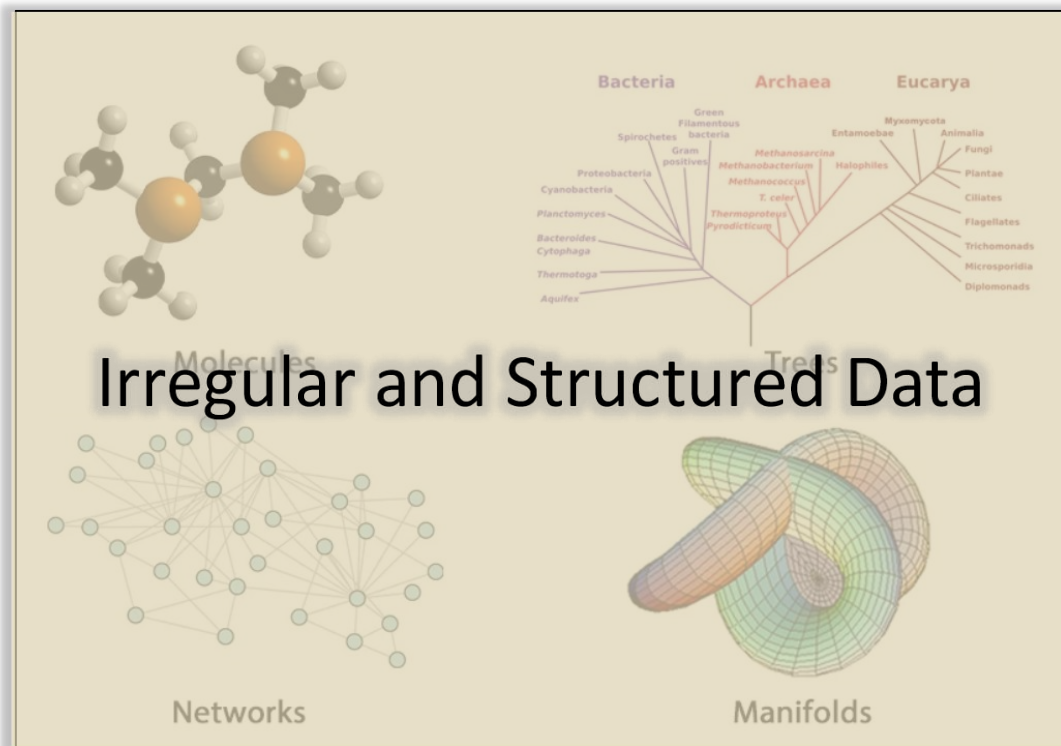 Bacteria
Archaea
Eucarya
Green
Filamentous
bacteria
Spirochetes
Gram
positives
Proteobacteria
Cyanobacteria
Planctomyces
Bacteroides
Cytophaga
Thermotoga
Aquifex
Methanosarcina
Methanobacterium
Halophiles
Methanococcus
T. celer
Thermoproteus
Pyrodicticum
Entamoebae
Myxomycota
Animalia
Fungi
Plantae
Ciliates
Flagellates
Trichomonads
Microsporidia
Diplomonads
Molecules
Trees
Irregular and Structured Data
Networks
Manifolds